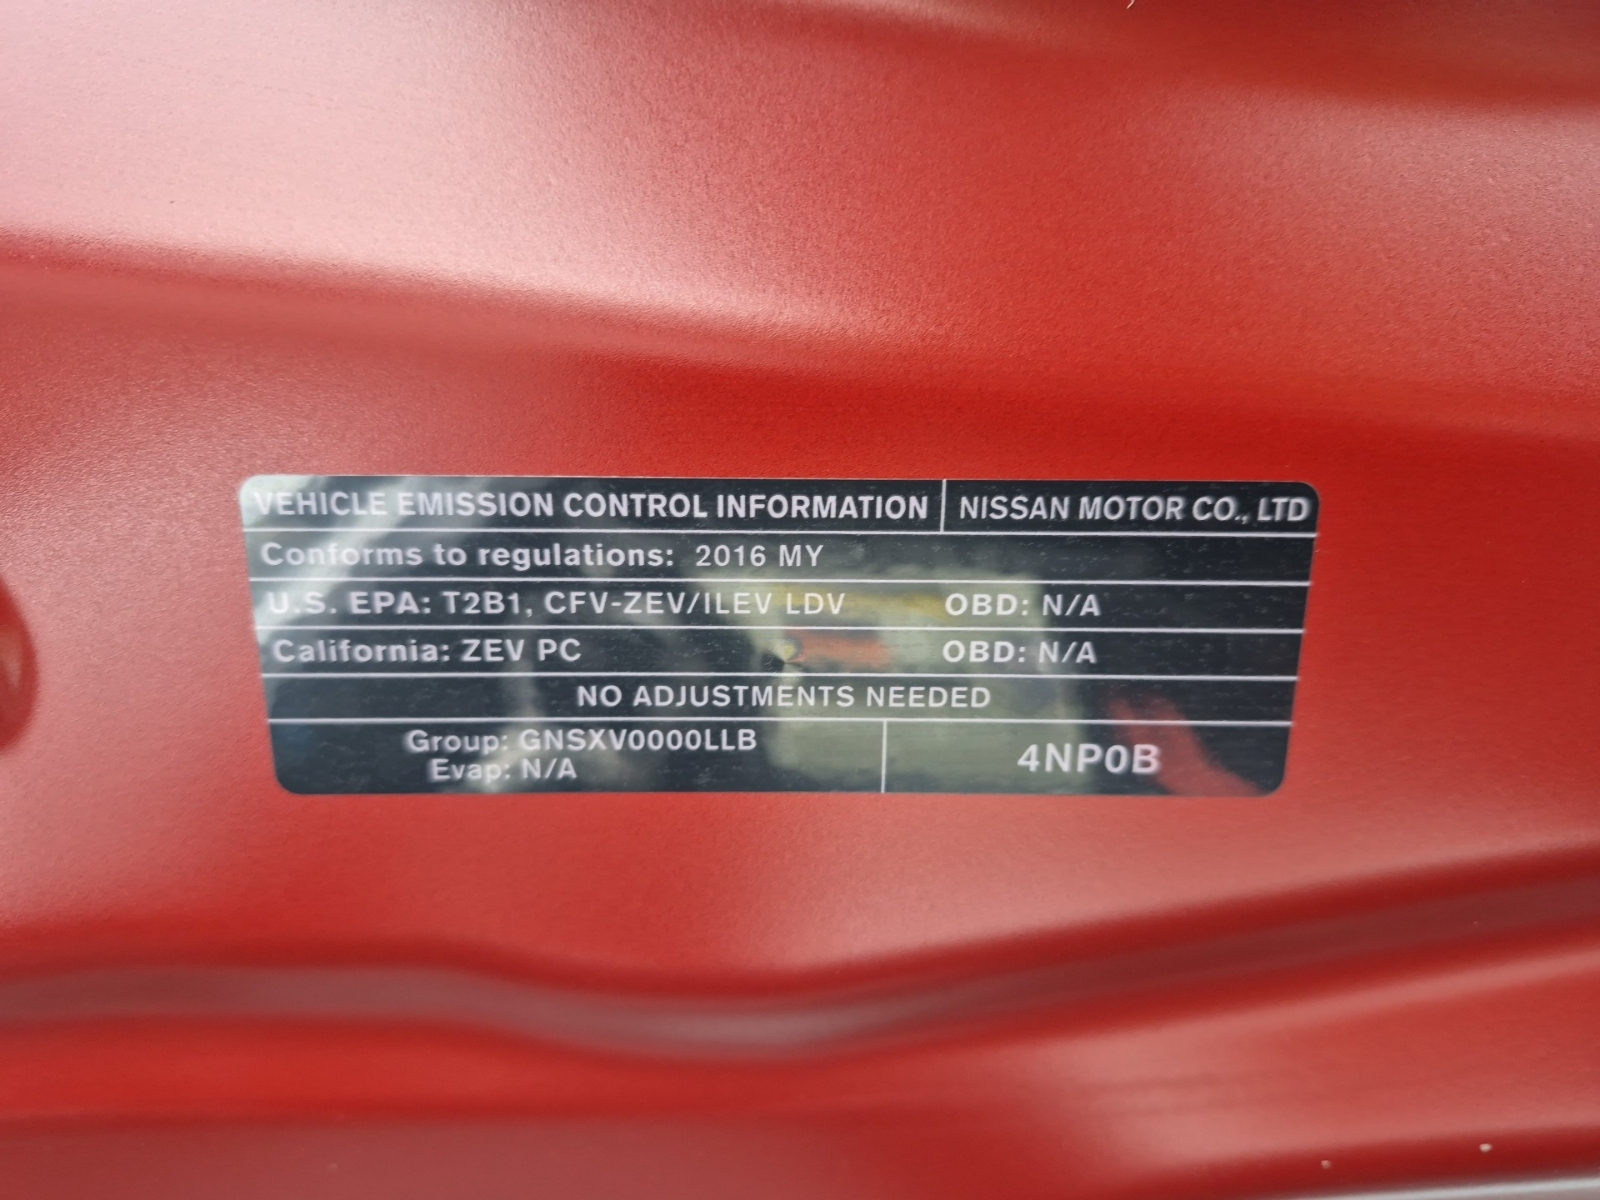 VEHICLE EMISSION CONTROL INFORMATION NISSAN MOTOR CO., LTD
Conforms to regulations: 2016 MY
U.S. EPA: T2B1, CFV-ZEV/ILEV LDV OBD: N/A
California: ZEV PC OBD: N/A
NO ADJUSTMENTS NEEDED
Group: GNSXV0000LLB
Evap: N/A
4NP0B